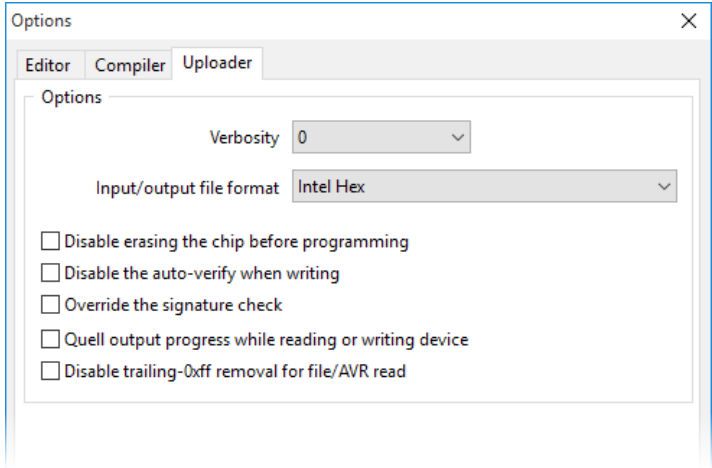 Options
Editor Compiler Uploader
Options
Verbosity 0
Input/output file format Intel Hex
Disable erasing the chip before programming
Disable the auto-verify when writing
Override the signature check
Quell output progress while reading or writing device
Disable trailing-0xff removal for file/AVR read